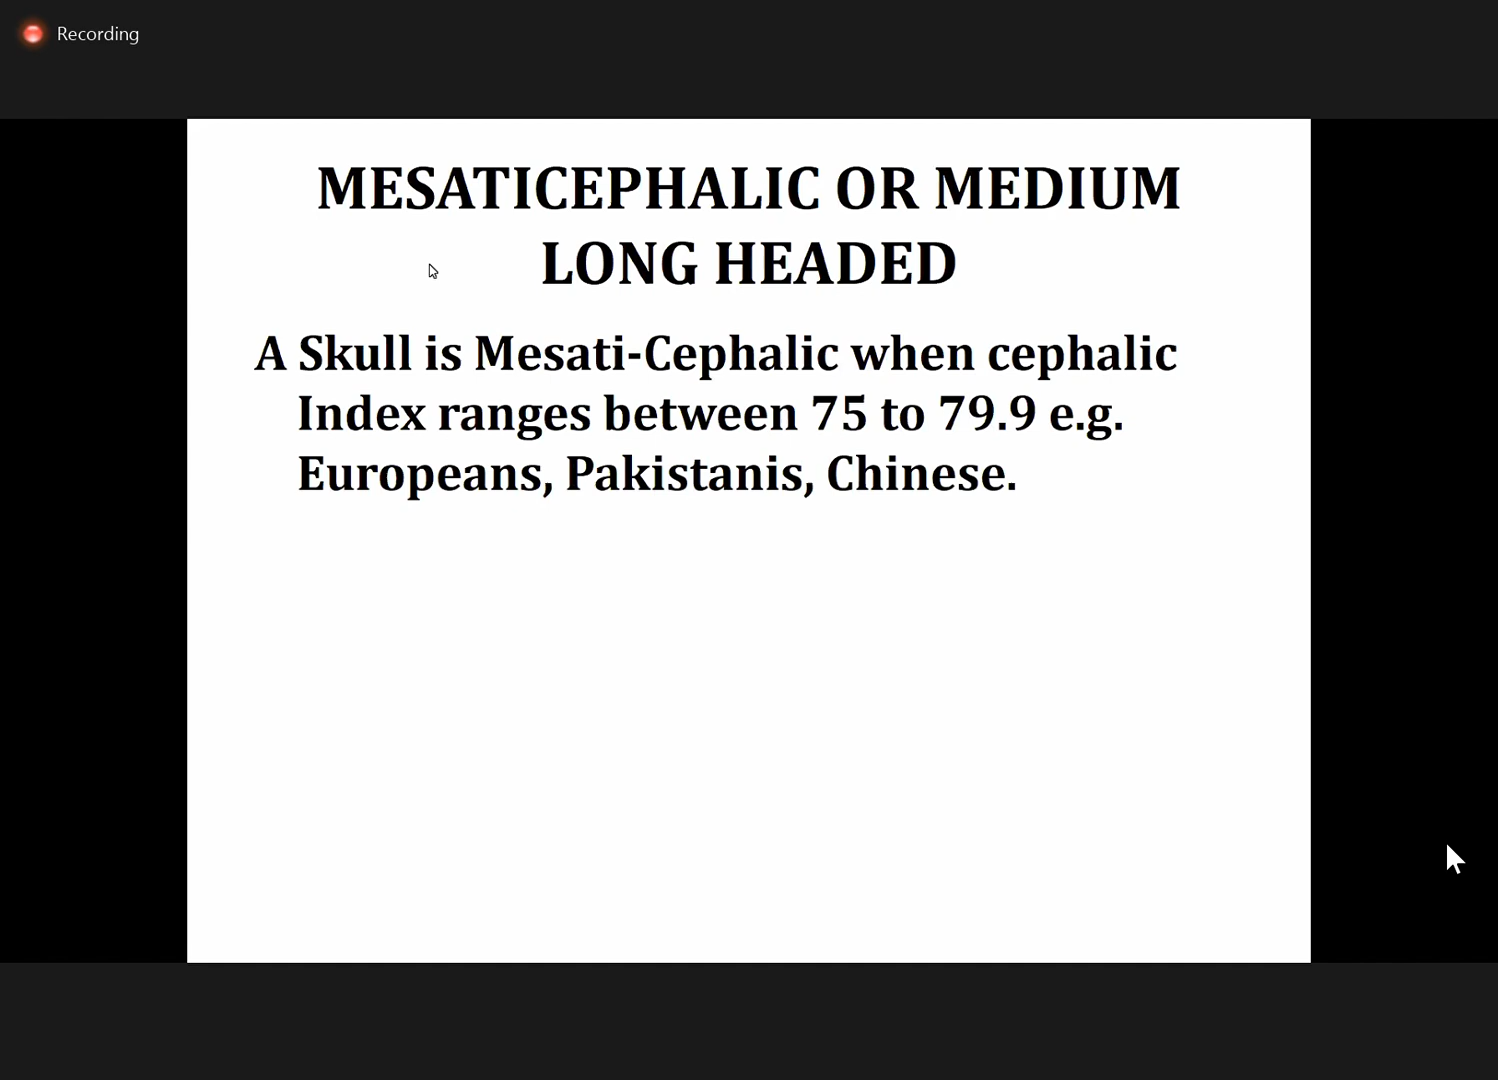 Recording
MESATICEPHALIC OR MEDIUM
LONG HEADED
A Skull is Mesati-Cephalic when cephalic
Index ranges between 75 to 79.9 e.g.
Europeans, Pakistanis, Chinese.